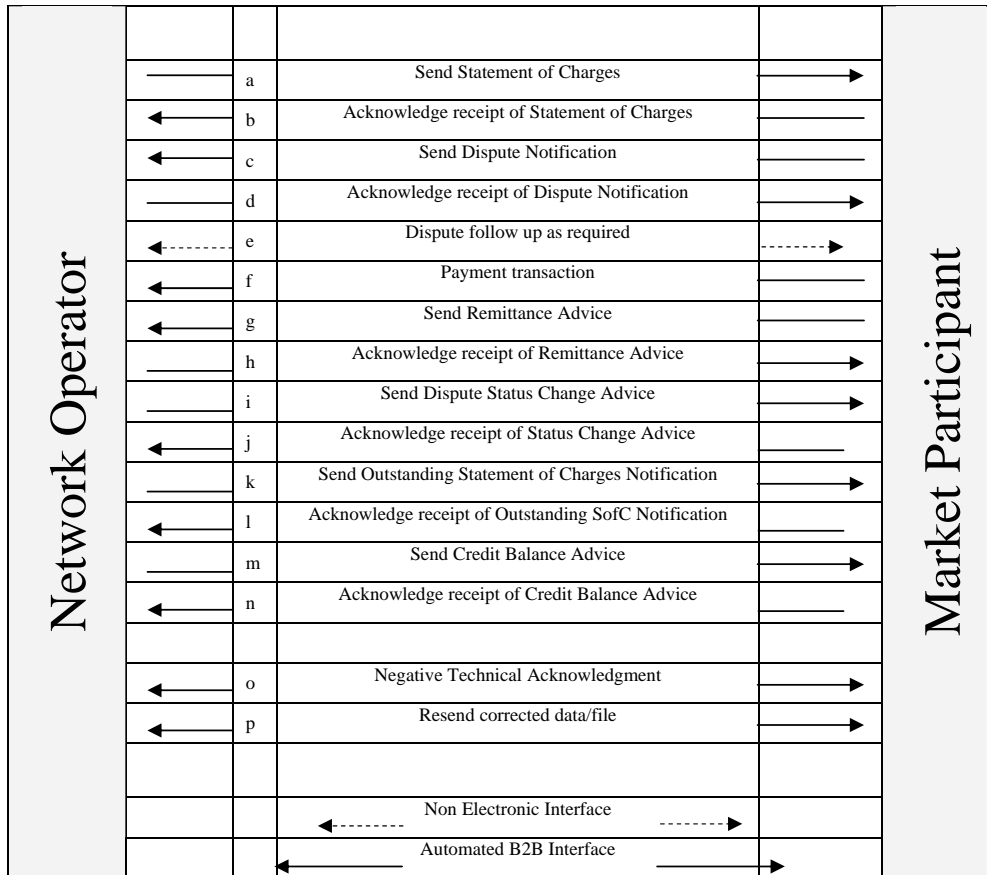 Network Operator
a Send Statement of Charges
b Acknowledge receipt of Statement of Charges
c Send Dispute Notification
d Acknowledge receipt of Dispute Notification
e Dispute follow up as required
f Payment transaction
g Send Remittance Advice
h Acknowledge receipt of Remittance Advice
i Send Dispute Status Change Advice
j Acknowledge receipt of Status Change Advice
k Send Outstanding Statement of Charges Notification
l Acknowledge receipt of Outstanding SofC Notification
m Send Credit Balance Advice
n Acknowledge receipt of Credit Balance Advice
o Negative Technical Acknowledgment
p Resend corrected data/file
Non Electronic Interface
Automated B2B Interface
Market Participant